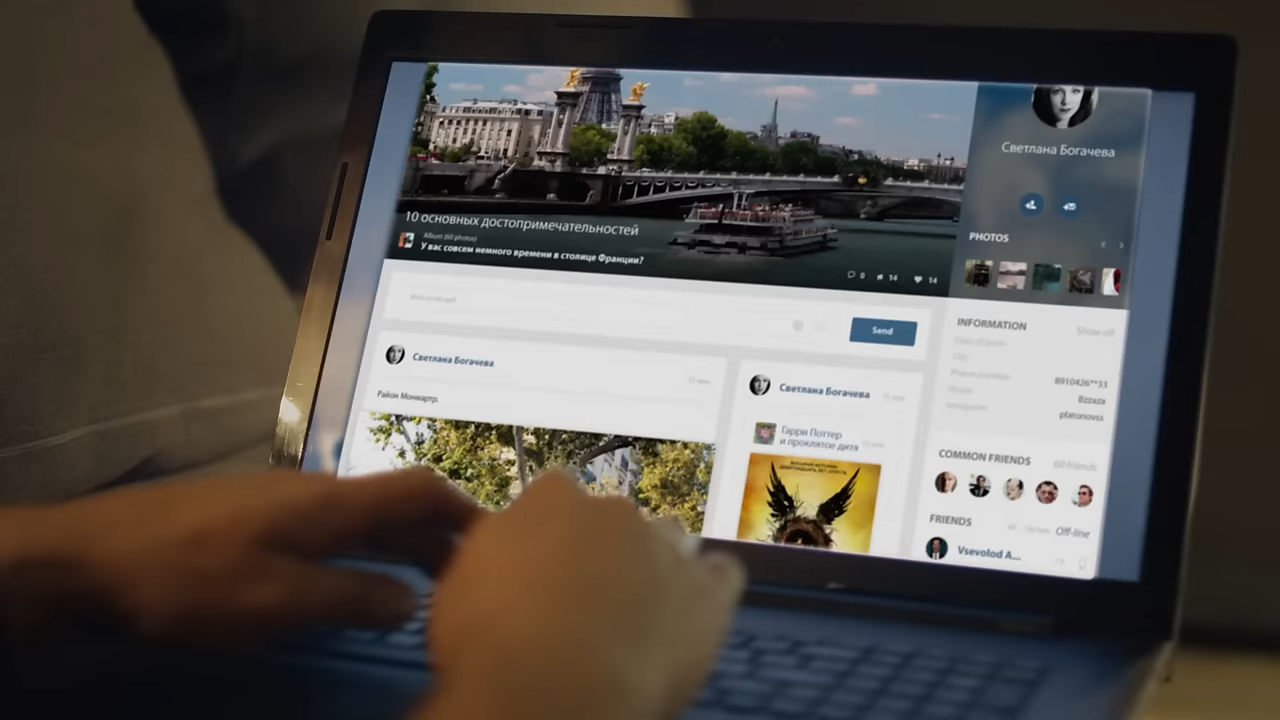 Светлана Богачева
PHOTOS
10 основных достопримечательностей
Album (60 photos)
У вас совсем немного времени в столице Франции?
0
14
14
Send
Светлана Богачева
Район Монмартр.
Светлана Богачева
Гарри Поттер
и проклятое дитя
INFORMATION
Show all
City
8910426**33
Bzzaza
platonovss
COMMON FRIENDS
60 friends
FRIENDS
Off-line
Vsevolod A...